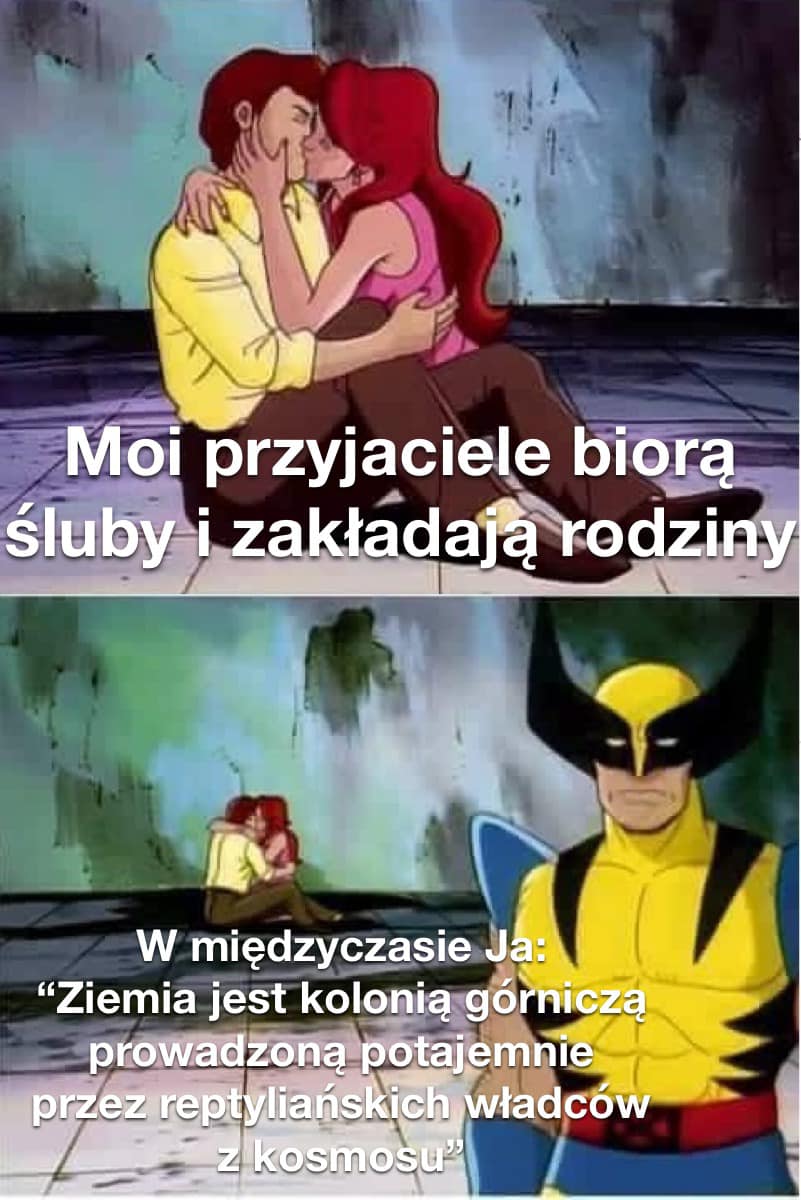 Moi przyjaciele biorą
śluby i zakładają rodziny
W międzyczasie Ja:
“Ziemia jest kolonią górniczą
prowadzoną potajemnie
przez reptyliańskich władców
z kosmosu”